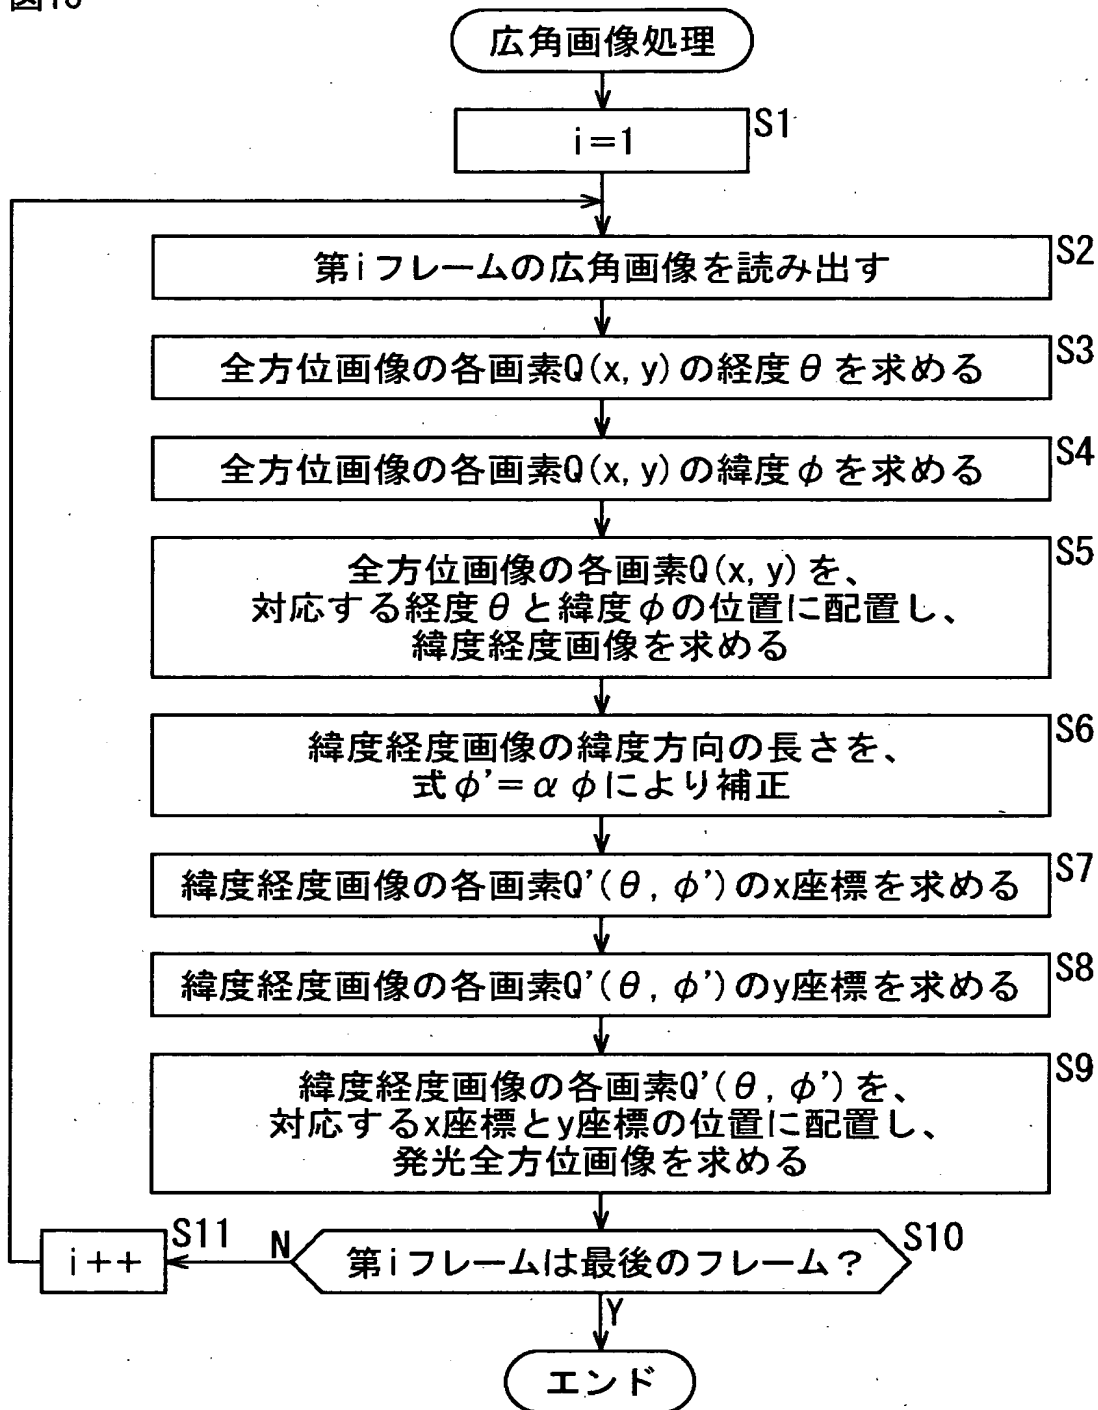 広角画像処理
i=1
S1
第iフレームの広角画像を読み出す
S2
全方位画像の各画素Q(x, y)の経度θを求める
S3
全方位画像の各画素Q(x, y)の緯度φを求める
S4
全方位画像の各画素Q(x, y)を、
対応する経度θと緯度φの位置に配置し、
緯度経度画像を求める
S5
緯度経度画像の緯度方向の長さを、
式φ'=αφにより補正
S6
緯度経度画像の各画素Q'(θ, φ')のx座標を求める
S7
緯度経度画像の各画素Q'(θ, φ')のy座標を求める
S8
緯度経度画像の各画素Q'(θ, φ')を、
対応するx座標とy座標の位置に配置し、
発光全方位画像を求める
S9
第iフレームは最後のフレーム?
S10
N
i++
S11
Y
エンド